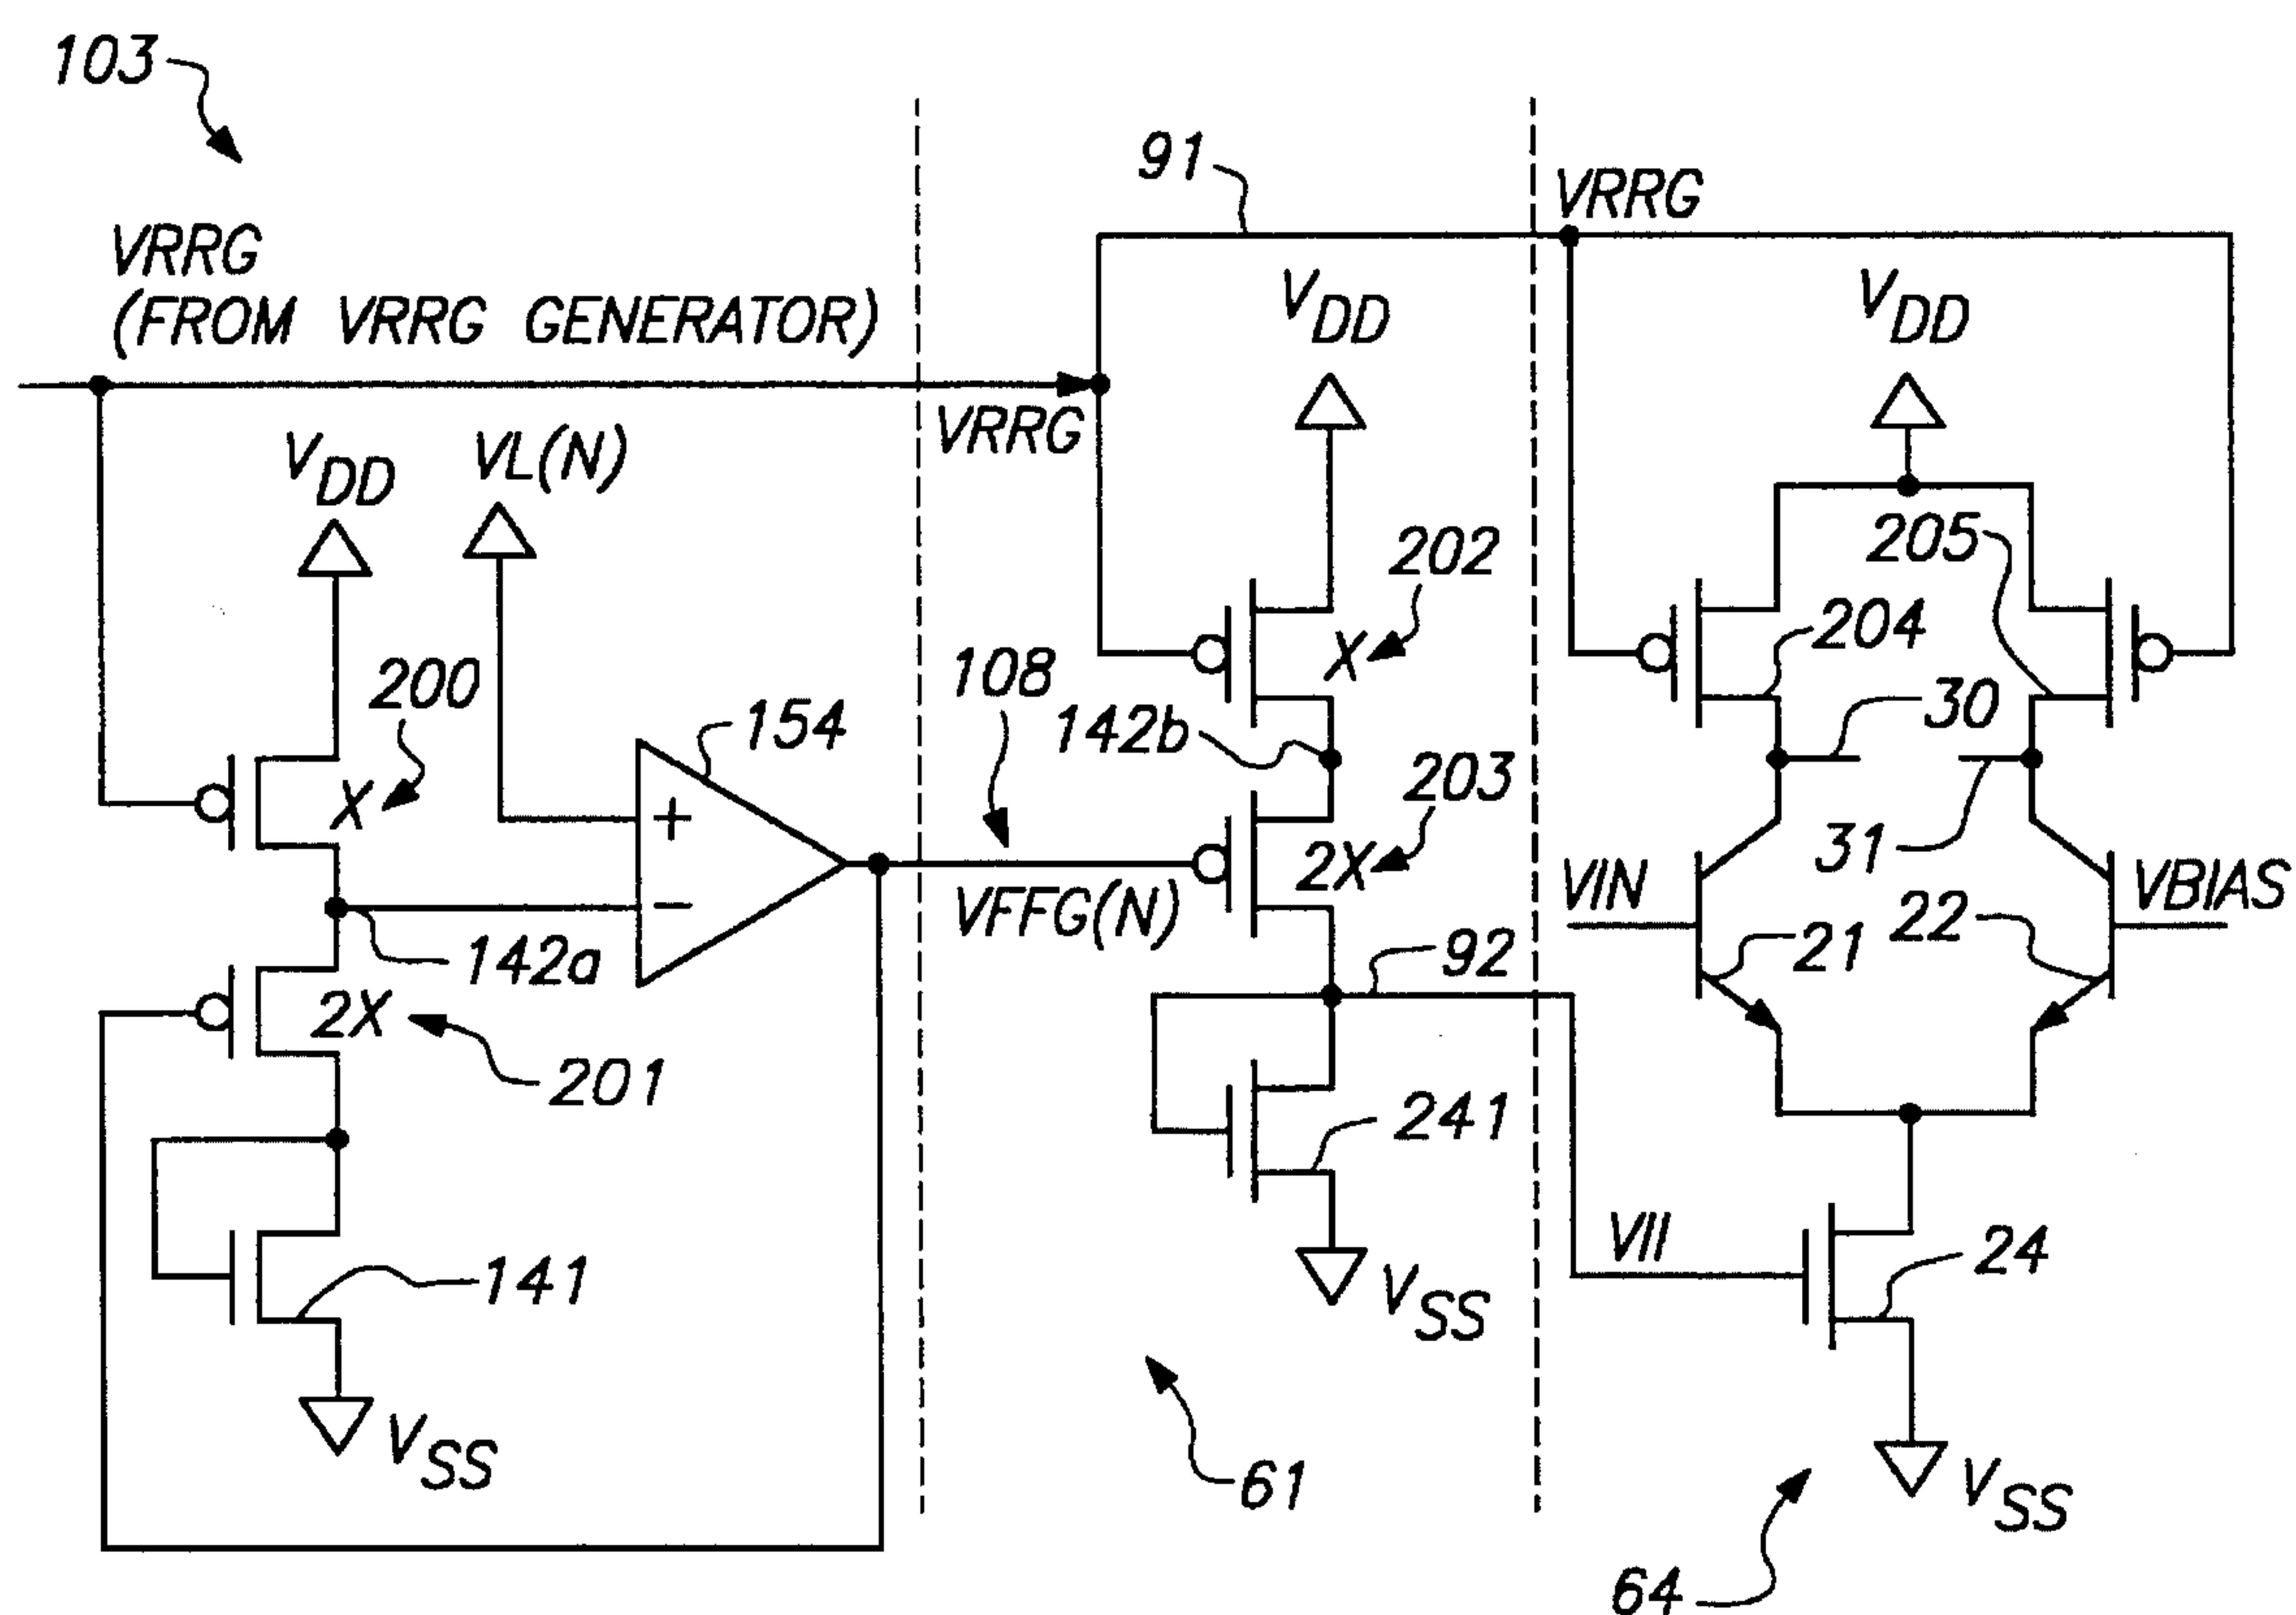 103
91
VRRG
VRRG
(FROM VRRG GENERATOR)
VDD
VDD
VRRG
VDD
VL(N)
202
205
X
204
108
200
154
142b
30
X
203
2X
31
VIN
VBIAS
VFFG(N)
142a
92
21
22
2X
201
241
VII
24
141
VSS
VSS
61
VSS
64
+
−